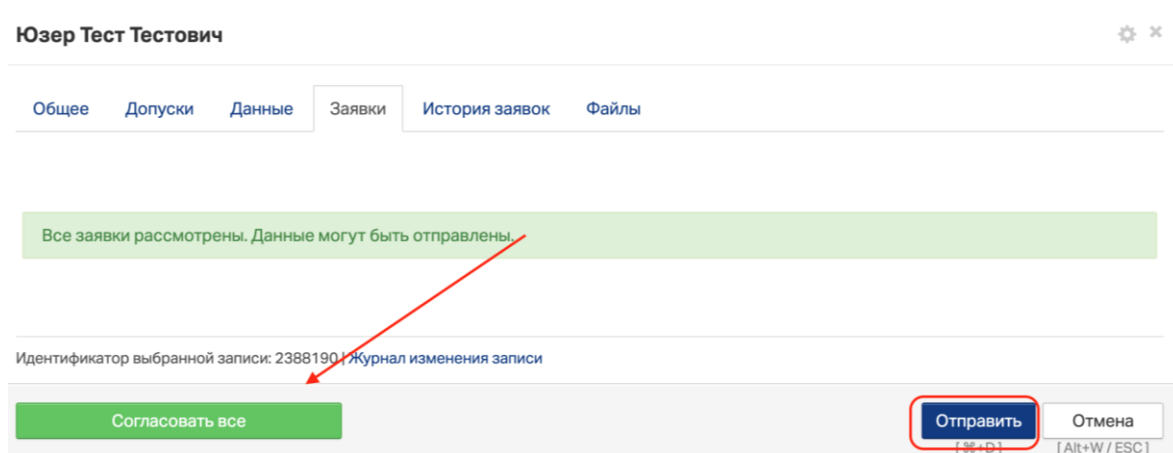 Юзер Тест Тестович
Общее Допуски Данные Заявки История заявок Файлы
Все заявки рассмотрены. Данные могут быть отправлены.
Идентификатор выбранной записи: 2388190 | Журнал изменения записи
Согласовать все Отправить Отмена
[⌘+D] [Alt+W / ESC]